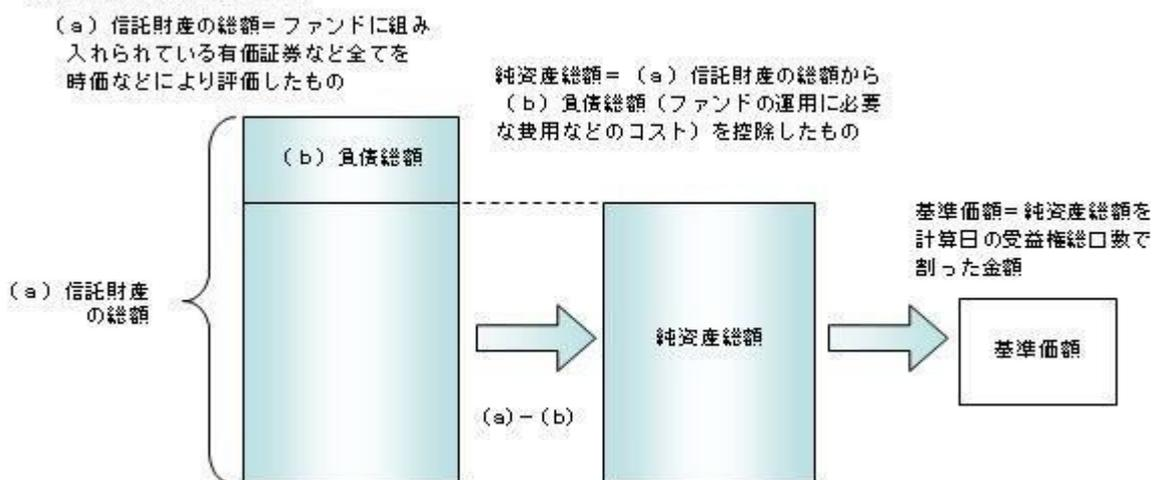 (a)信託財産の総額=ファンドに組み
入れられている有価証券など全てを
時価などにより評価したもの
純資産総額=(a)信託財産の総額から
(b)負債総額(ファンドの運用に必要
な費用などのコスト)を控除したもの
(b)負債総額
基準価額=純資産総額を
計算日の受益権総口数で
割った金額
(a)信託財産
の総額
純資産総額
基準価額
(a)-(b)